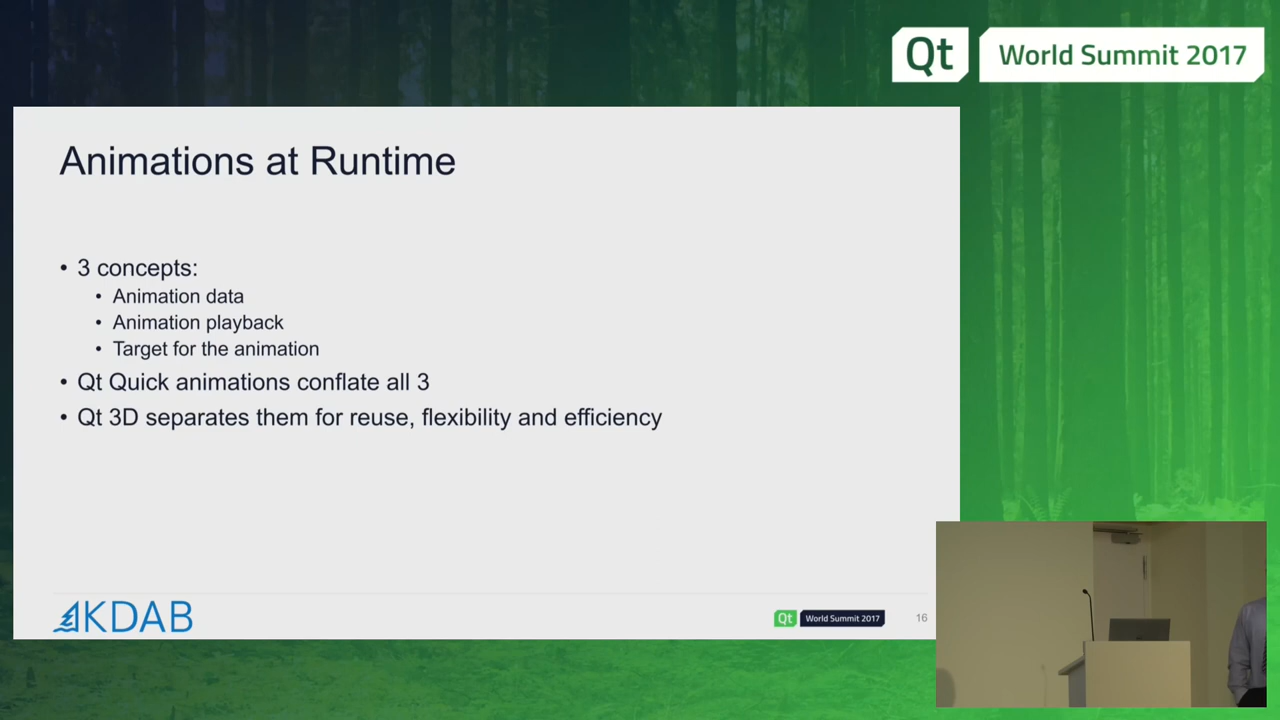 Qt World Summit 2017
Animations at Runtime
• 3 concepts:
• Animation data
• Animation playback
• Target for the animation
• Qt Quick animations conflate all 3
• Qt 3D separates them for reuse, flexibility and efficiency
KDAB
Qt World Summit 2017
16